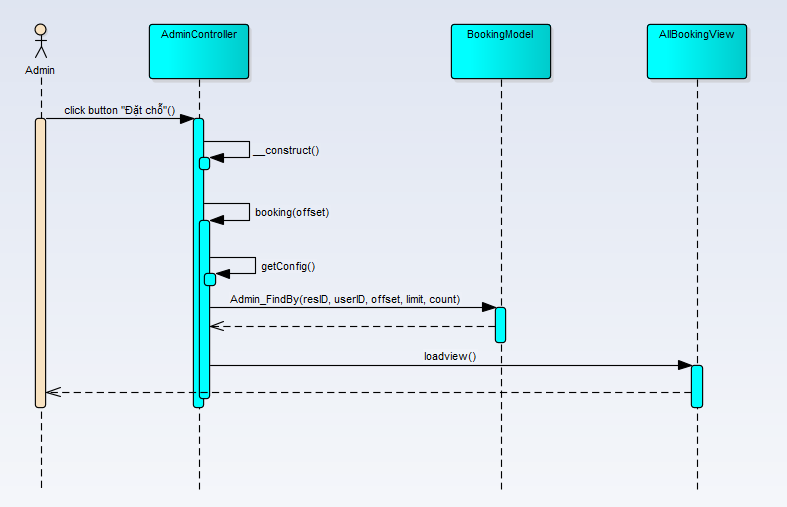 Admin
AdminController
BookingModel
AllBookingView
click button "Đặt chỗ"()
__construct()
booking(offset)
getConfig()
Admin_FindBy(resID, userID, offset, limit, count)
loadview()